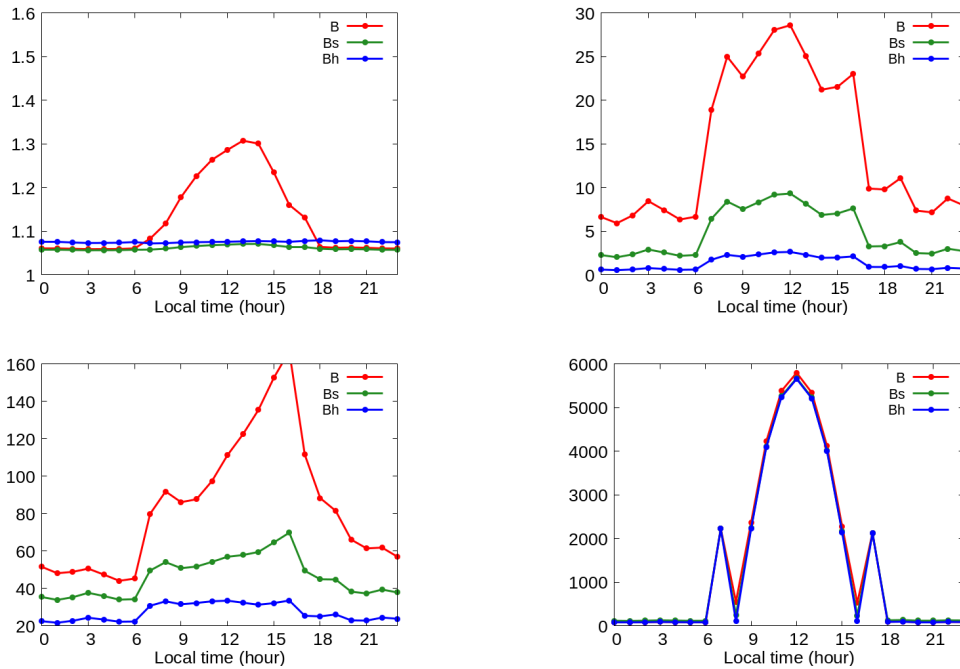 1.6
1.5
1.4
1.3
1.2
1.1
1
B
Bs
Bh
0 3 6 9 12 15 18 21
Local time (hour)
30
25
20
15
10
5
0
B
Bs
Bh
0 3 6 9 12 15 18 21
Local time (hour)
160
140
120
100
80
60
40
20
B
Bs
Bh
0 3 6 9 12 15 18 21
Local time (hour)
6000
5000
4000
3000
2000
1000
0
B
Bs
Bh
0 3 6 9 12 15 18 21
Local time (hour)